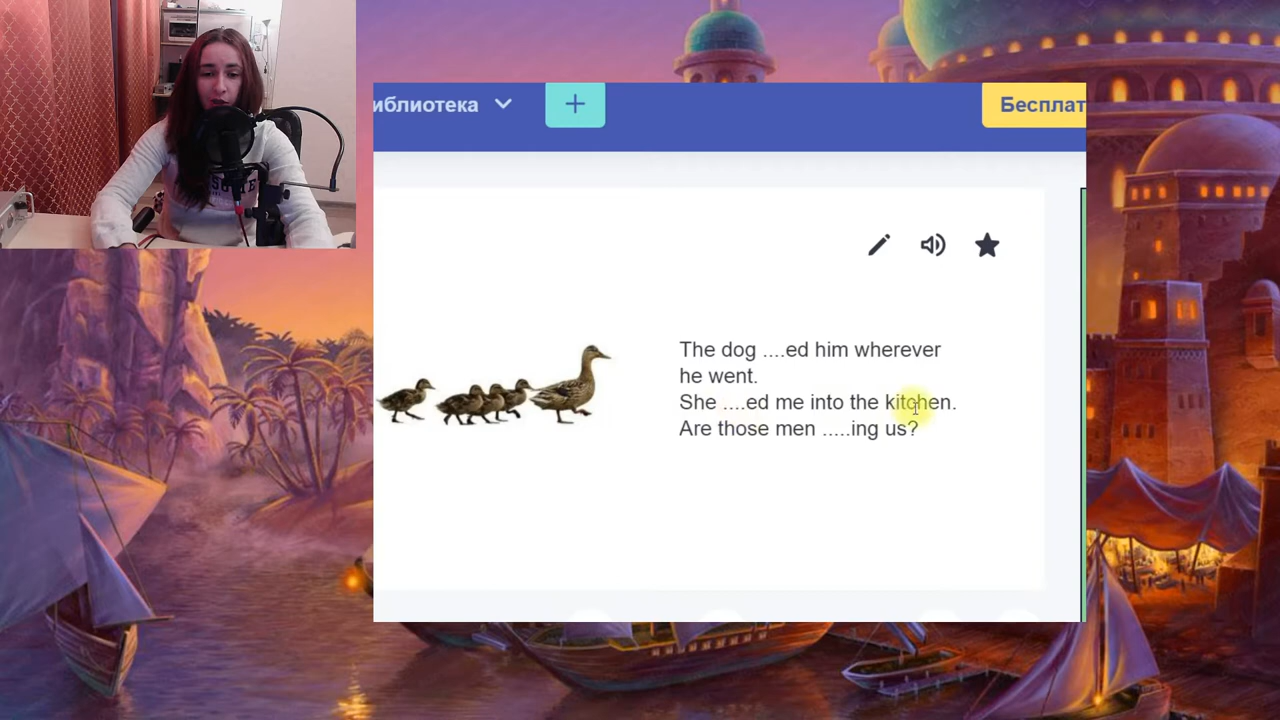 иблиотека
+
Бесплат
The dog ....ed him wherever
he went.
She ....ed me into the kitchen.
Are those men .....ing us?